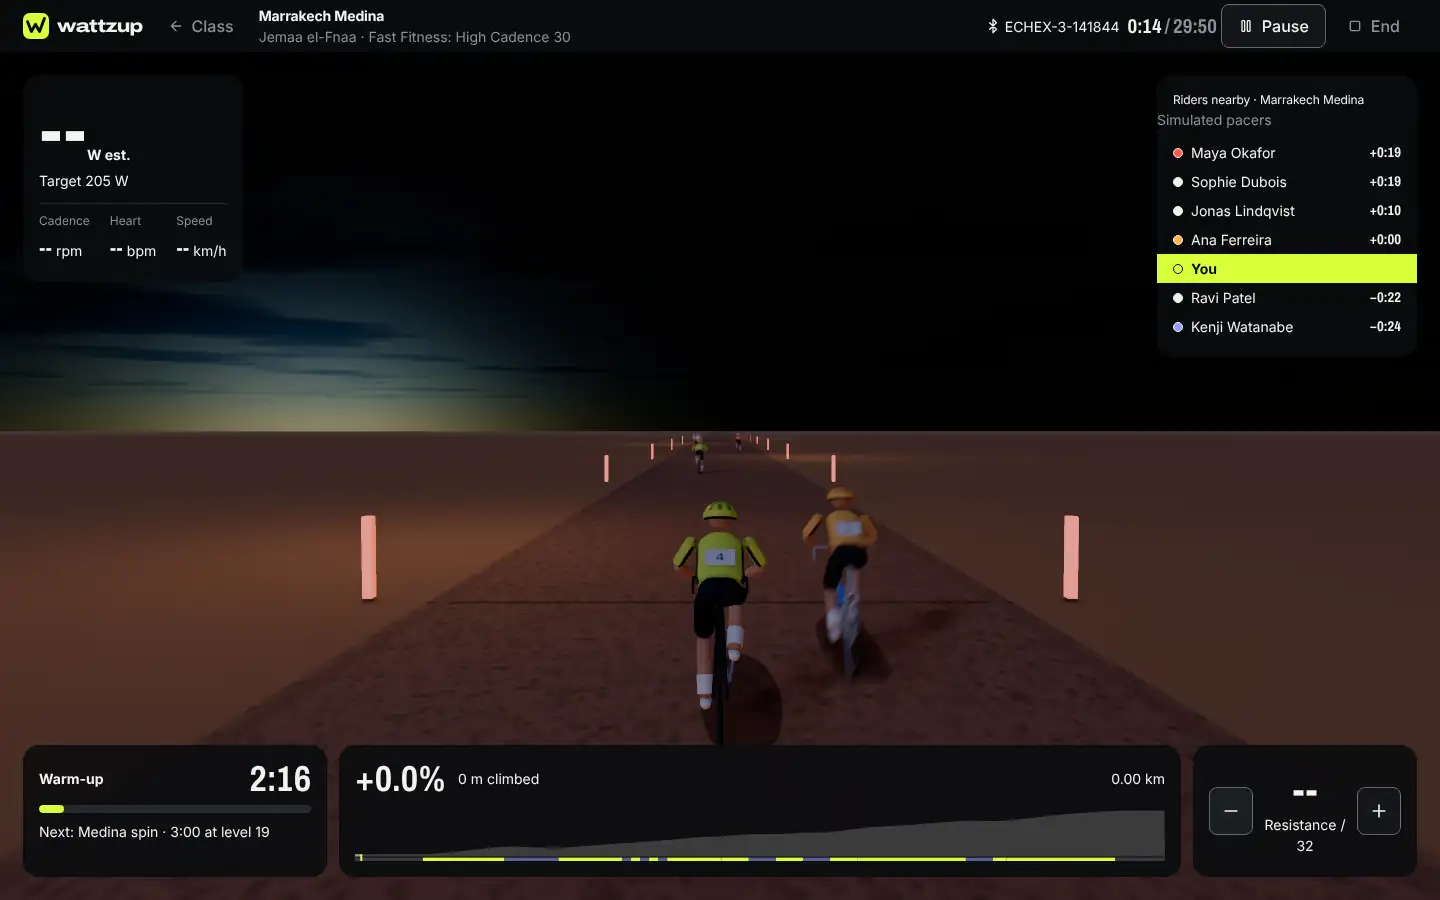 wattzup
Class
Marrakech Medina
Jemaa el-Fnaa · Fast Fitness: High Cadence 30
ECHEX-3-141844
0:14 / 29:50
Pause
End
-- W est.
Target 205 W
Cadence Heart Speed
-- rpm -- bpm -- km/h
Riders nearby · Marrakech Medina
Simulated pacers
Maya Okafor +0:19
Sophie Dubois +0:19
Jonas Lindqvist +0:10
Ana Ferreira +0:00
You
Ravi Patel −0:22
Kenji Watanabe −0:24
4
Warm-up 2:16
Next: Medina spin · 3:00 at level 19
+0.0% 0 m climbed 0.00 km
− -- +
Resistance /
32